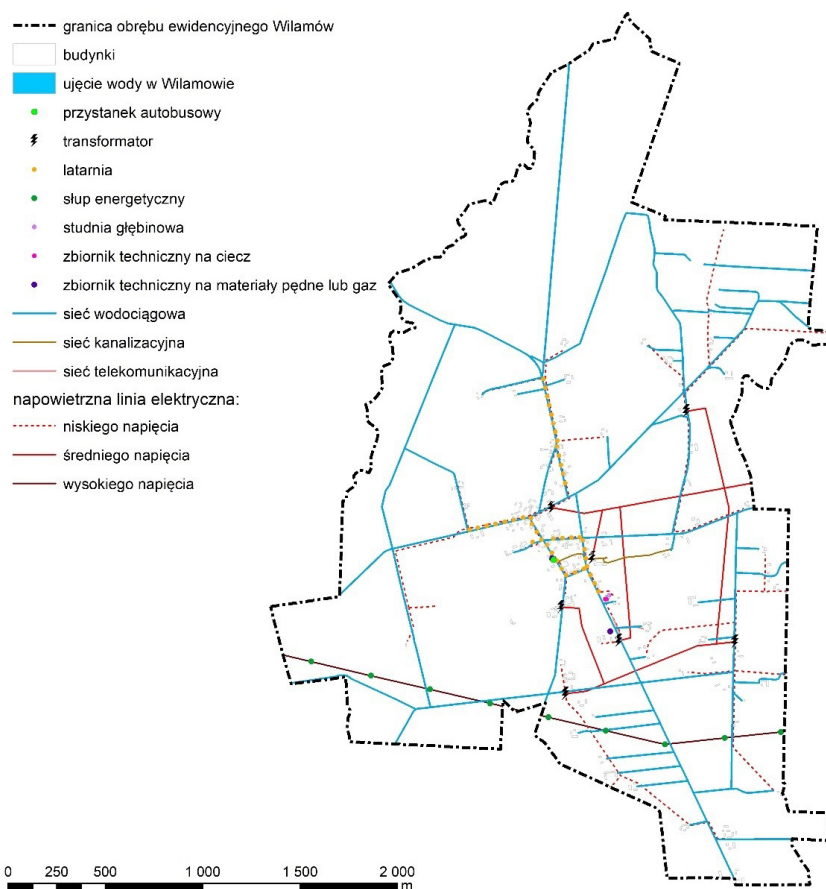 granica obrębu ewidencyjnego Wilamów
budynki
ujęcie wody w Wilamowie
przystanek autobusowy
transformator
latarnia
słup energetyczny
studnia głębinowa
zbiornik techniczny na ciecz
zbiornik techniczny na materiały pędne lub gaz
sieć wodociągowa
sieć kanalizacyjna
sieć telekomunikacyjna
napowietrzna linia elektryczna:
niskiego napięcia
średniego napięcia
wysokiego napięcia
0 250 500 1 000 1 500 2 000
m